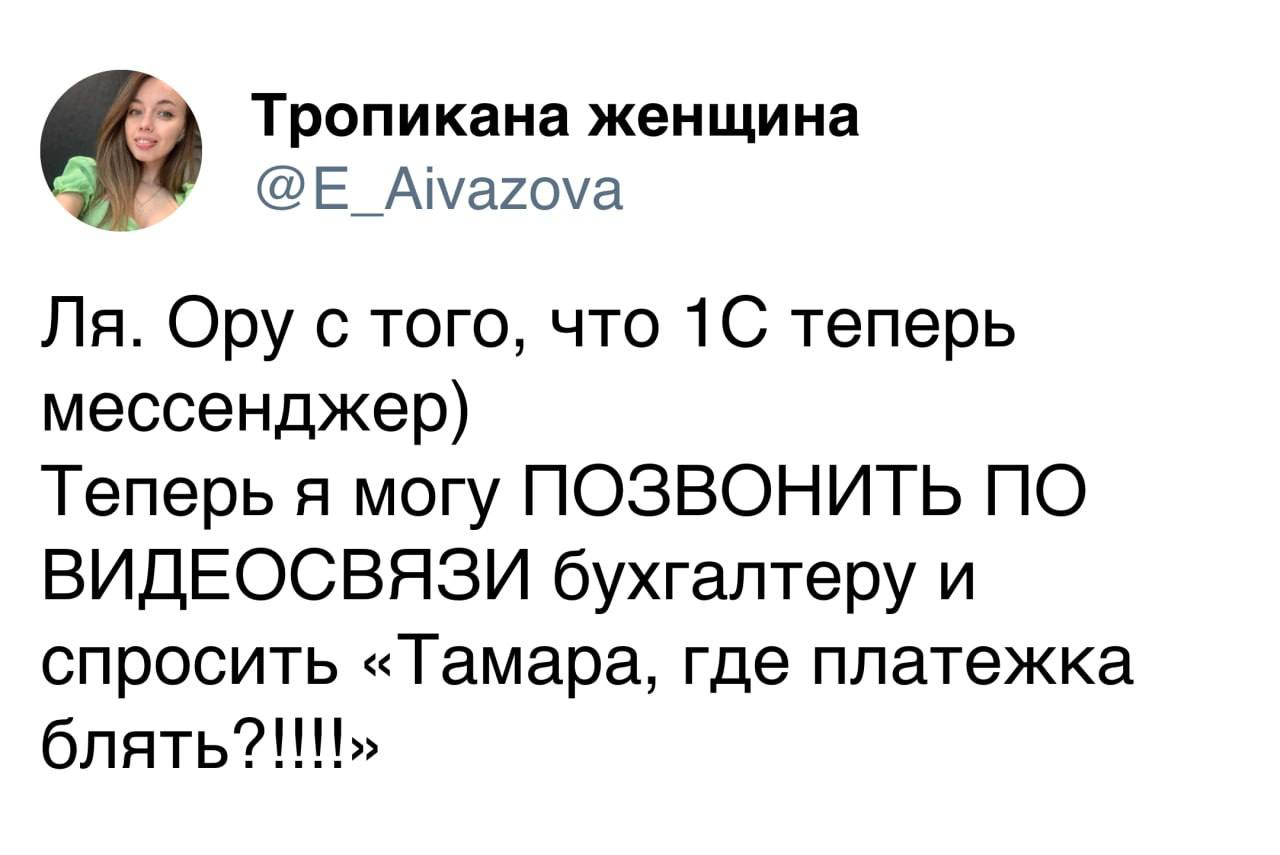 Тропикана женщина
@E_Aivazova
Ля. Ору с того, что 1С теперь
мессенджер)
Теперь я могу ПОЗВОНИТЬ ПО
ВИДЕОСВЯЗИ бухгалтеру и
спросить «Тамара, где платежка
блять?!!!!»